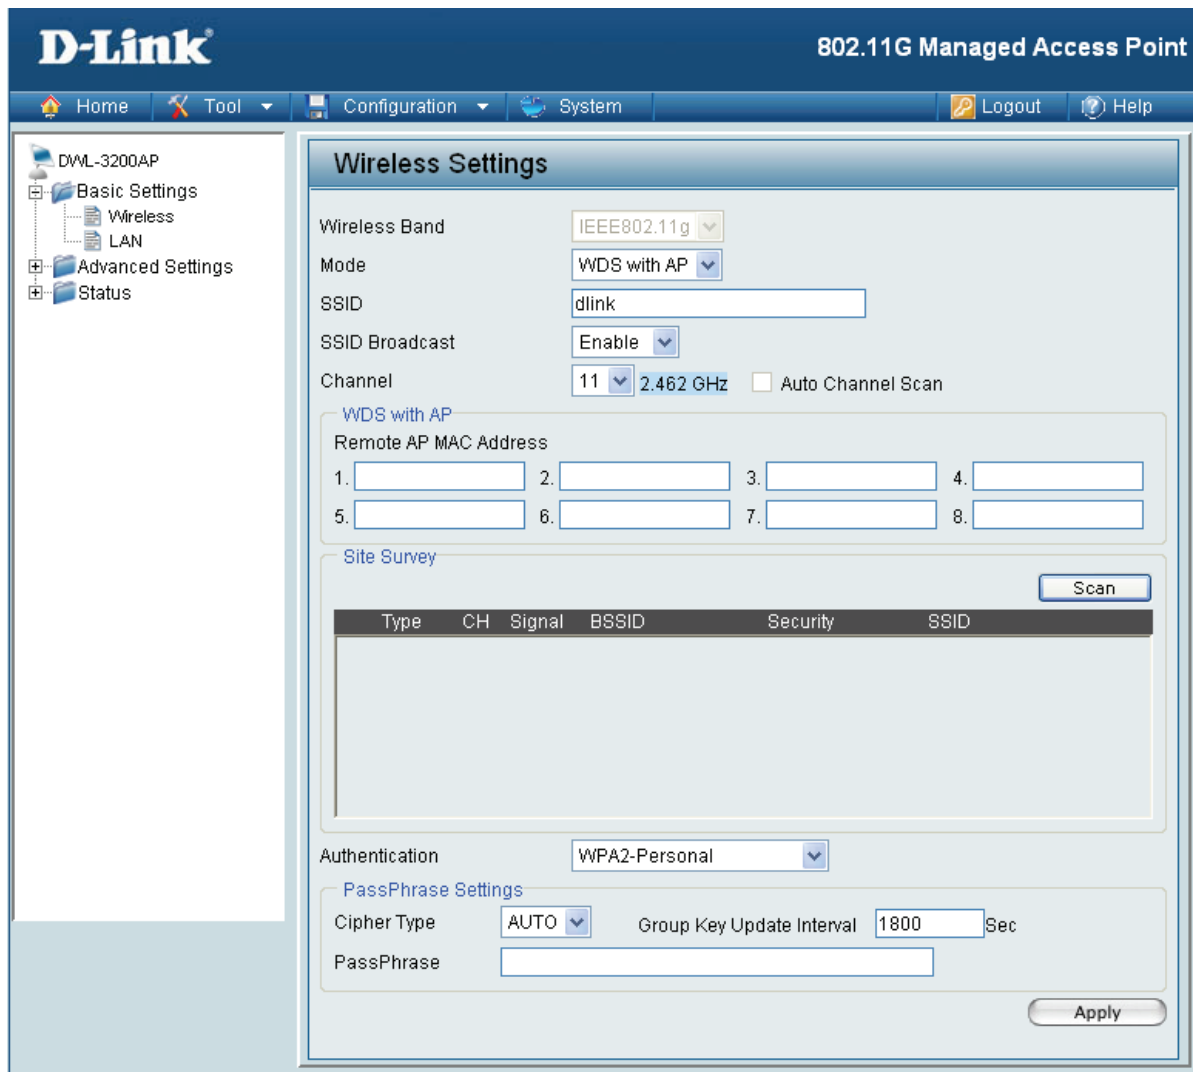 D-Link
802.11G Managed Access Point
Home Tool Configuration System Logout Help
DWL-3200AP
Basic Settings
Wireless
LAN
Advanced Settings
Status
Wireless Settings
Wireless Band IEEE802.11g
Mode WDS with AP
SSID dlink
SSID Broadcast Enable
Channel 11 2.462 GHz Auto Channel Scan
WDS with AP
Remote AP MAC Address
1. 2. 3. 4.
5. 6. 7. 8.
Site Survey
Scan
Type CH Signal BSSID Security SSID
Authentication WPA2-Personal
PassPhrase Settings
Cipher Type AUTO Group Key Update Interval 1800 Sec
PassPhrase
Apply